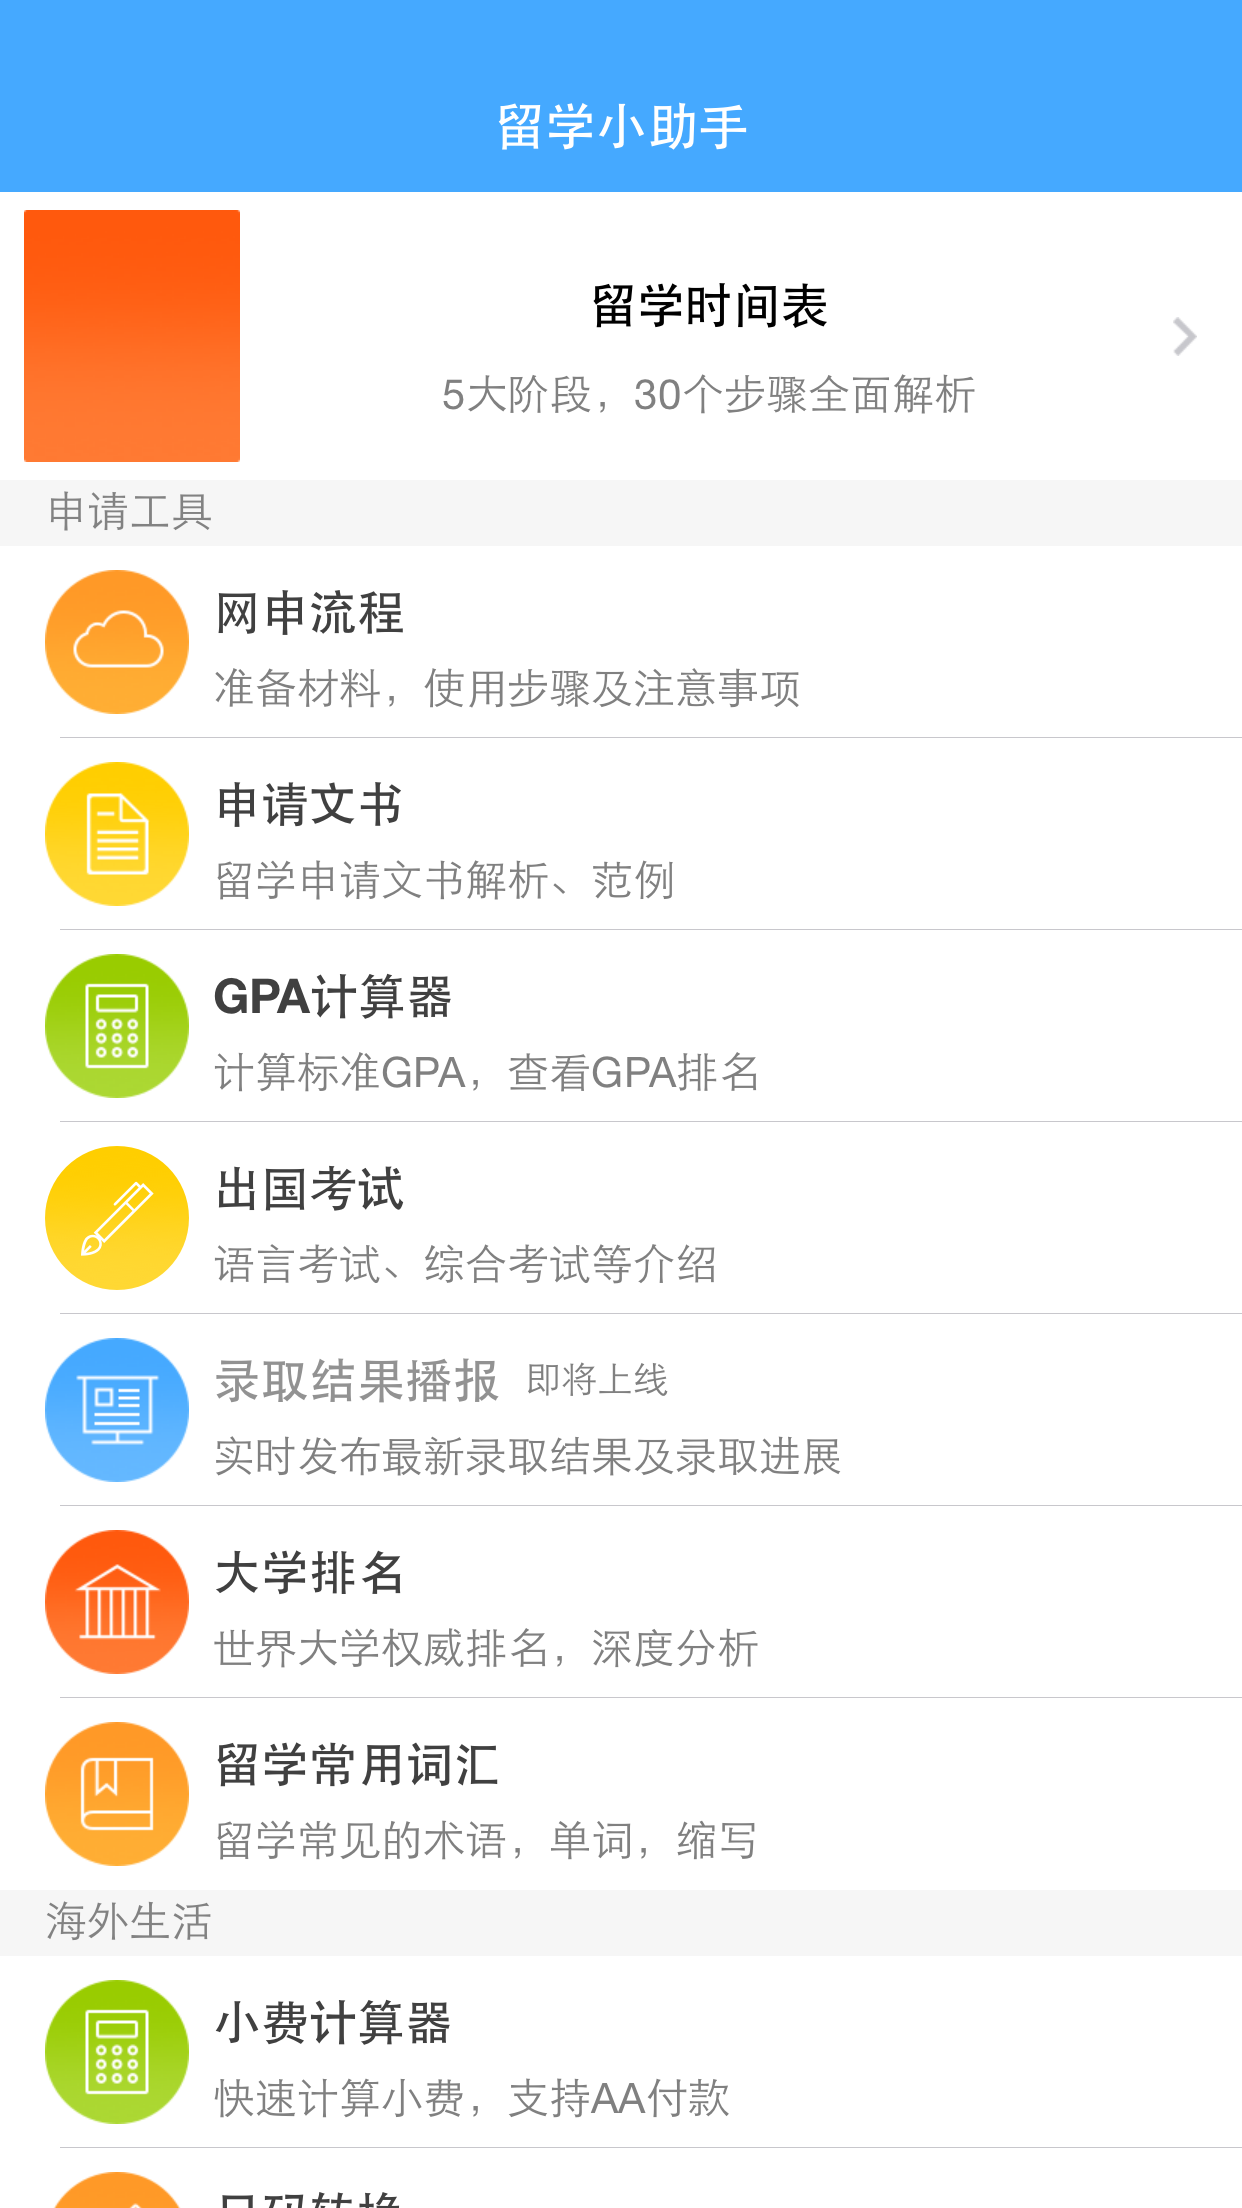 留学小助手
留学时间表
5大阶段，30个步骤全面解析
申请工具
网申流程
准备材料，使用步骤及注意事项
申请文书
留学申请文书解析、范例
GPA计算器
计算标准GPA，查看GPA排名
出国考试
语言考试、综合考试等介绍
录取结果播报 即将上线
实时发布最新录取结果及录取进展
大学排名
世界大学权威排名，深度分析
留学常用词汇
留学常见的术语，单词，缩写
海外生活
小费计算器
快速计算小费，支持AA付款
尺码转换